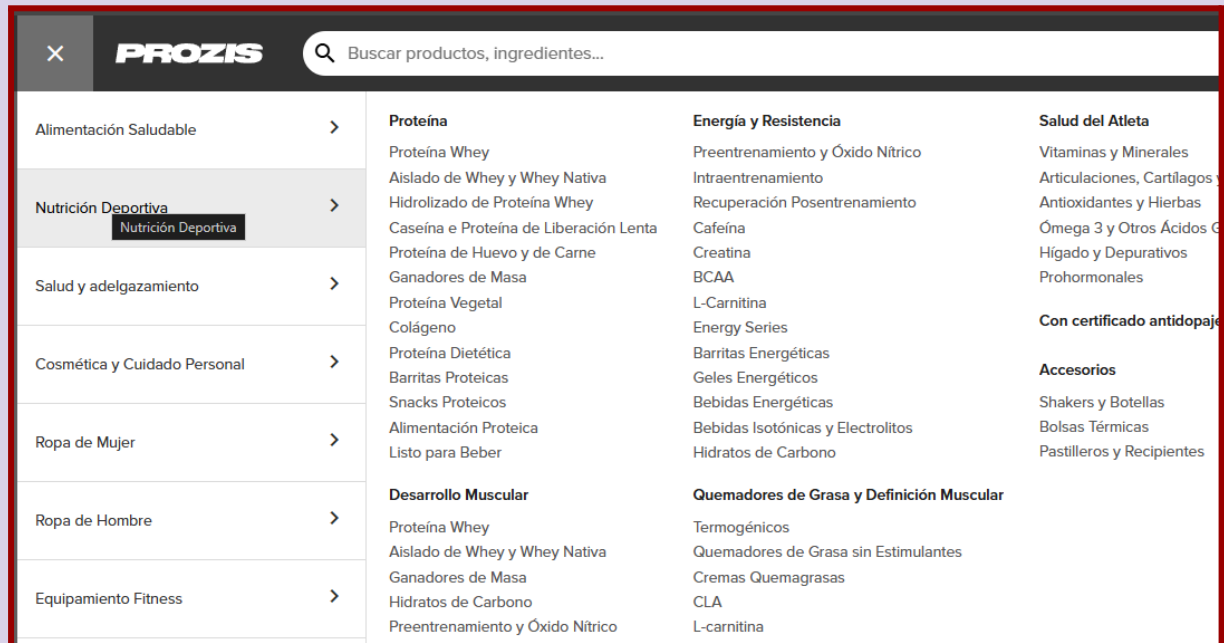 ×
PROZIS
Buscar productos, ingredientes...
Alimentación Saludable
Nutrición Deportiva
Nutrición Deportiva
Salud y adelgazamiento
Cosmética y Cuidado Personal
Ropa de Mujer
Ropa de Hombre
Equipamiento Fitness
Proteína
Proteína Whey
Aislado de Whey y Whey Nativa
Hidrolizado de Proteína Whey
Caseína e Proteína de Liberación Lenta
Proteína de Huevo y de Carne
Ganadores de Masa
Proteína Vegetal
Colágeno
Proteína Dietética
Barritas Proteicas
Snacks Proteicos
Alimentación Proteica
Listo para Beber
Desarrollo Muscular
Proteína Whey
Aislado de Whey y Whey Nativa
Ganadores de Masa
Hidratos de Carbono
Preentrenamiento y Óxido Nítrico
Energía y Resistencia
Preentrenamiento y Óxido Nítrico
Intraentrenamiento
Recuperación Posentrenamiento
Cafeína
Creatina
BCAA
L-Carnitina
Energy Series
Barritas Energéticas
Geles Energéticos
Bebidas Energéticas
Bebidas Isotónicas y Electrolitos
Hidratos de Carbono
Quemadores de Grasa y Definición Muscular
Termogénicos
Quemadores de Grasa sin Estimulantes
Cremas Quemagrasas
CLA
L-carnitina
Salud del Atleta
Vitaminas y Minerales
Articulaciones, Cartílagos y
Antioxidantes y Hierbas
Ómega 3 y Otros Ácidos
Hígado y Depurativos
Prohormonales
Con certificado antidopaje
Accesorios
Shakers y Botellas
Bolsas Térmicas
Pastilleros y Recipientes